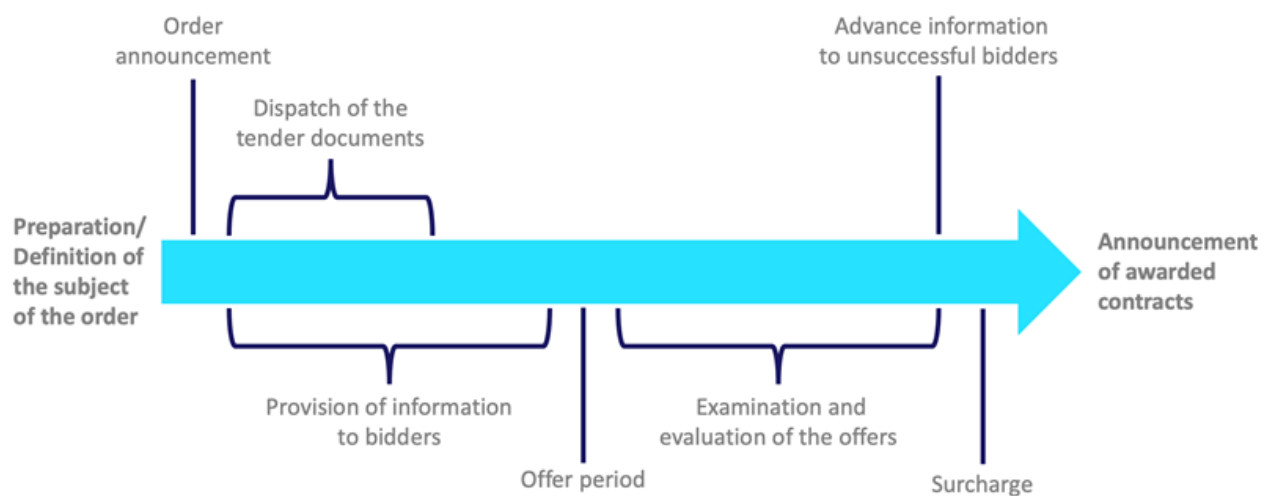 Order
announcement
Advance information
to unsuccessful bidders
Dispatch of the
tender documents
Preparation/
Definition of
the subject
of the order
Announcement
of awarded
contracts
Provision of information
to bidders
Examination and
evaluation of the offers
Offer period
Surcharge